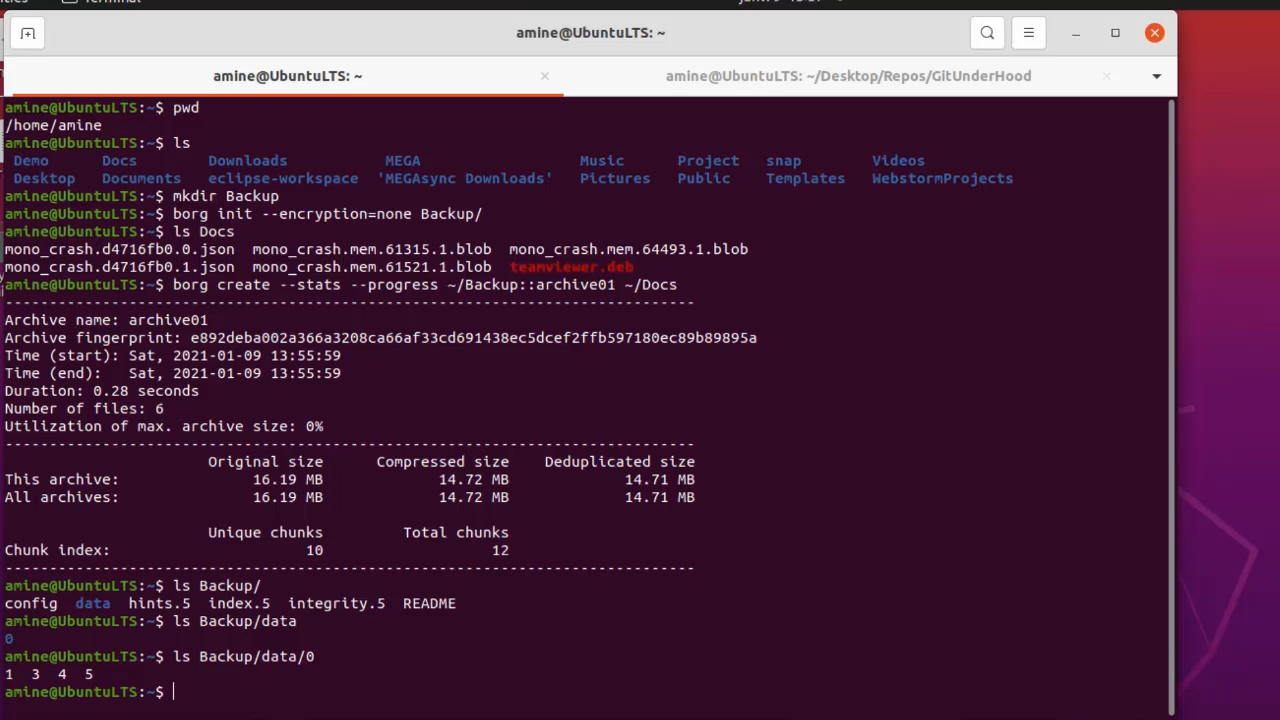 amine@UbuntuLTS: ~
amine@UbuntuLTS: ~
amine@UbuntuLTS: ~/Desktop/Repos/GitUnderHood
amine@UbuntuLTS:~$ pwd
/home/amine
amine@UbuntuLTS:~$ ls
Demo Docs Downloads MEGA Music Project snap Videos
Desktop Documents eclipse-workspace 'MEGAsync Downloads' Pictures Public Templates WebstormProjects
amine@UbuntuLTS:~$ mkdir Backup
amine@UbuntuLTS:~$ borg init --encryption=none Backup/
amine@UbuntuLTS:~$ ls Docs
mono_crash.d4716fb0.0.json mono_crash.mem.61315.1.blob mono_crash.mem.64493.1.blob
mono_crash.d4716fb0.1.json mono_crash.mem.61521.1.blob teamviewer.deb
amine@UbuntuLTS:~$ borg create --stats --progress ~/Backup::archive01 ~/Docs
------------------------------------------------------------------------------
Archive name: archive01
Archive fingerprint: e892deba002a366a3208ca66af33cd691438ec5dcef2ffb597180ec89b89895a
Time (start): Sat, 2021-01-09 13:55:59
Time (end): Sat, 2021-01-09 13:55:59
Duration: 0.28 seconds
Number of files: 6
Utilization of max. archive size: 0%
------------------------------------------------------------------------------
Original size Compressed size Deduplicated size
This archive: 16.19 MB 14.72 MB 14.71 MB
All archives: 16.19 MB 14.72 MB 14.71 MB
Unique chunks Total chunks
Chunk index: 10 12
------------------------------------------------------------------------------
amine@UbuntuLTS:~$ ls Backup/
config data hints.5 index.5 integrity.5 README
amine@UbuntuLTS:~$ ls Backup/data
0
amine@UbuntuLTS:~$ ls Backup/data/0
1 3 4 5
amine@UbuntuLTS:~$